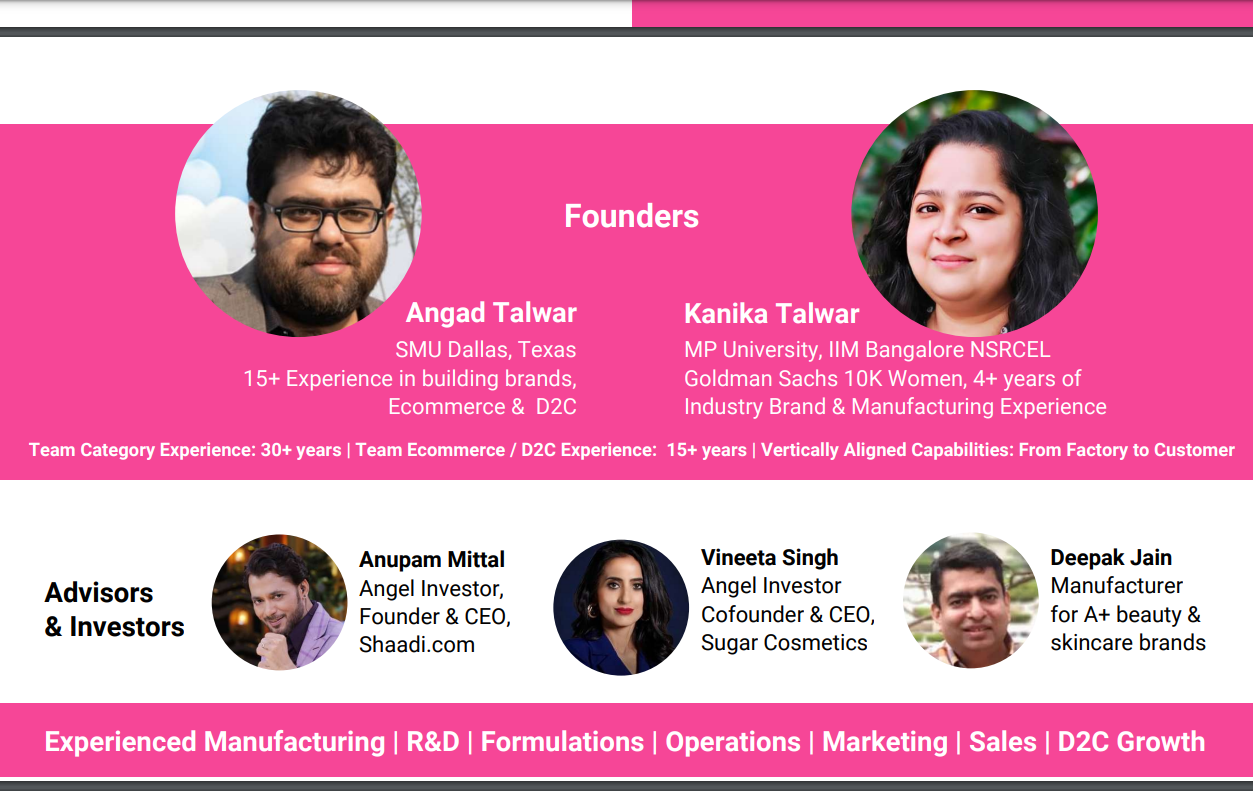 Founders
Angad Talwar
SMU Dallas, Texas
15+ Experience in building brands,
Ecommerce & D2C
Kanika Talwar
MP University, IIM Bangalore NSRCEL
Goldman Sachs 10K Women, 4+ years of
Industry Brand & Manufacturing Experience
Team Category Experience: 30+ years | Team Ecommerce / D2C Experience: 15+ years | Vertically Aligned Capabilities: From Factory to Customer
Advisors
& Investors
Anupam Mittal
Angel Investor,
Founder & CEO,
Shaadi.com
Vineeta Singh
Angel Investor
Cofounder & CEO,
Sugar Cosmetics
Deepak Jain
Manufacturer
for A+ beauty &
skincare brands
Experienced Manufacturing | R&D | Formulations | Operations | Marketing | Sales | D2C Growth